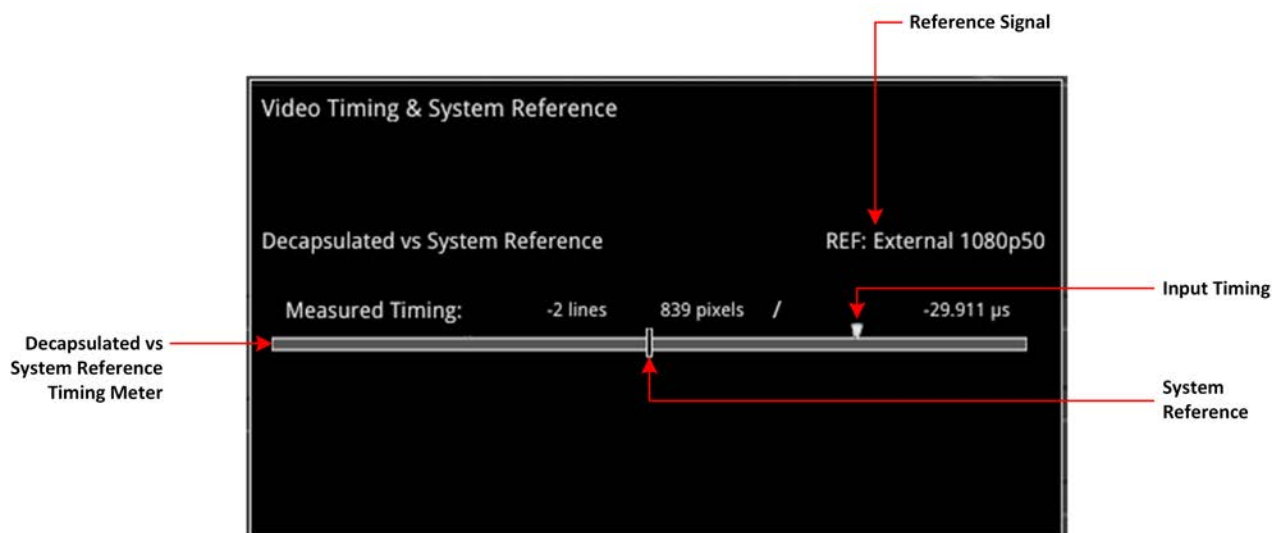 Reference Signal
Video Timing & System Reference
Decapsulated vs System Reference
REF: External 1080p50
Input Timing
Measured Timing: -2 lines 839 pixels / -29.911 µs
Decapsulated vs
System Reference
Timing Meter
System
Reference